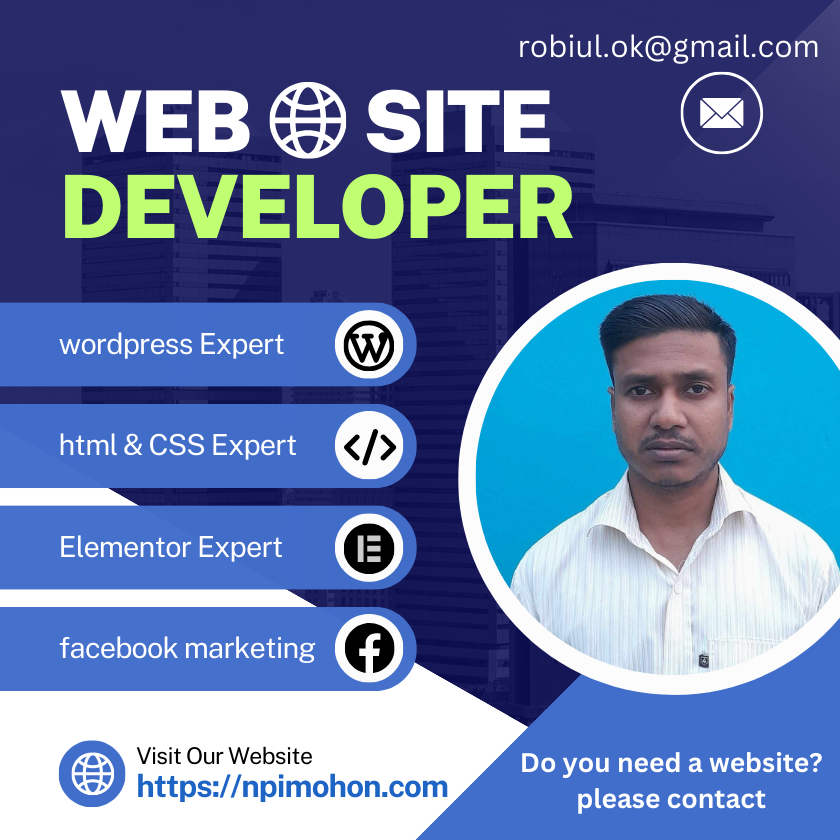 robiul.ok@gmail.com
WEB SITE
DEVELOPER
wordpress Expert
html & CSS Expert
Elementor Expert
facebook marketing
Visit Our Website
https://npimohon.com
Do you need a website?
please contact